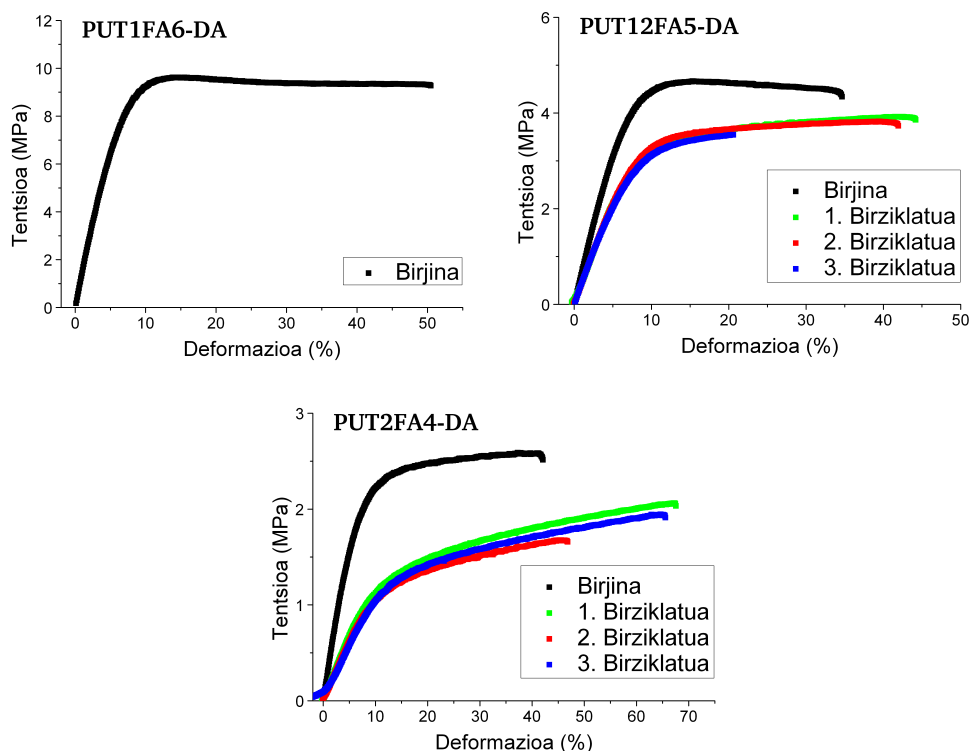 PUT1FA6-DA
Tentsioa (MPa)
12
10
8
6
4
2
0
Birjina
0 10 20 30 40 50
Deformazioa (%)
PUT12FA5-DA
Tentsioa (MPa)
6
4
2
0
Birjina
1. Birziklatua
2. Birziklatua
3. Birziklatua
0 10 20 30 40 50
Deformazioa (%)
PUT2FA4-DA
Tentsioa (MPa)
3
2
1
0
Birjina
1. Birziklatua
2. Birziklatua
3. Birziklatua
0 10 20 30 40 50 60 70
Deformazioa (%)